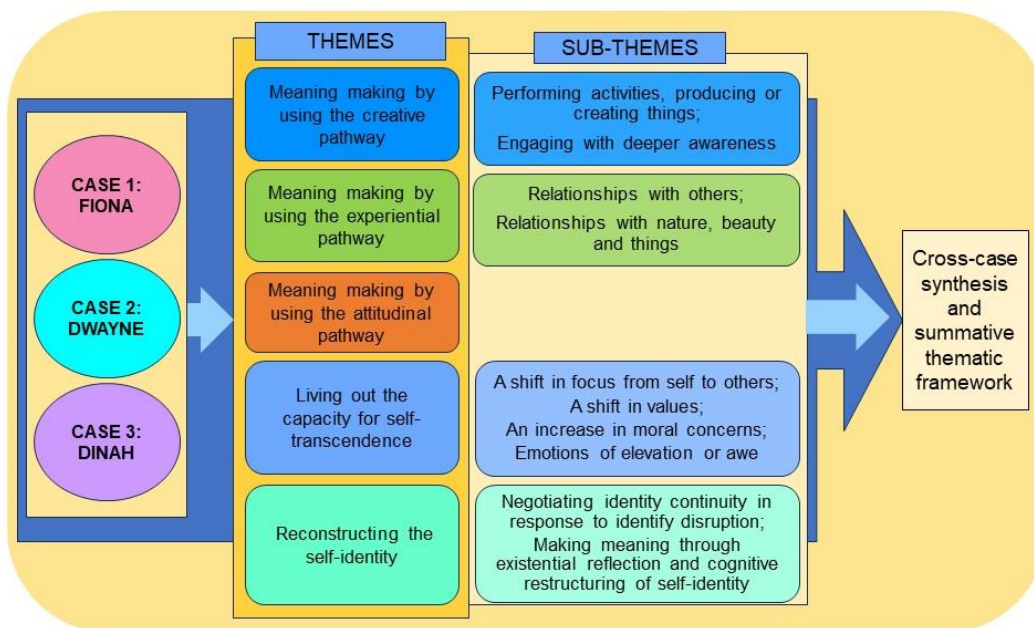 THEMES
SUB-THEMES
CASE 1:
FIONA
CASE 2:
DWAYNE
CASE 3:
DINAH
Meaning making by
using the creative
pathway
Performing activities, producing or
creating things;
Engaging with deeper awareness
Meaning making by
using the experiential
pathway
Relationships with others;
Relationships with nature, beauty
and things
Meaning making by
using the attitudinal
pathway
Living out the
capacity for self-
transcendence
A shift in focus from self to others;
A shift in values;
An increase in moral concerns;
Emotions of elevation or awe
Reconstructing the
self-identity
Negotiating identity continuity in
response to identify disruption;
Making meaning through
existential reflection and cognitive
restructuring of self-identity
Cross-case
synthesis
and
summative
thematic
framework